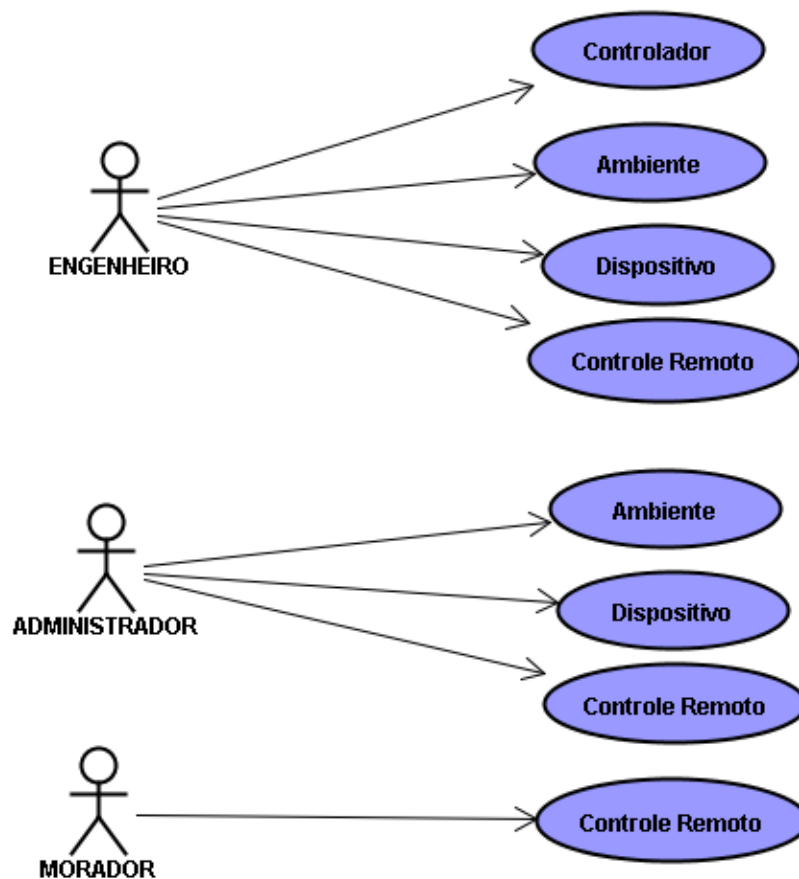 Controlador
Ambiente
ENGENHEIRO
Dispositivo
Controle Remoto
Ambiente
ADMINISTRADOR
Dispositivo
Controle Remoto
MORADOR
Controle Remoto